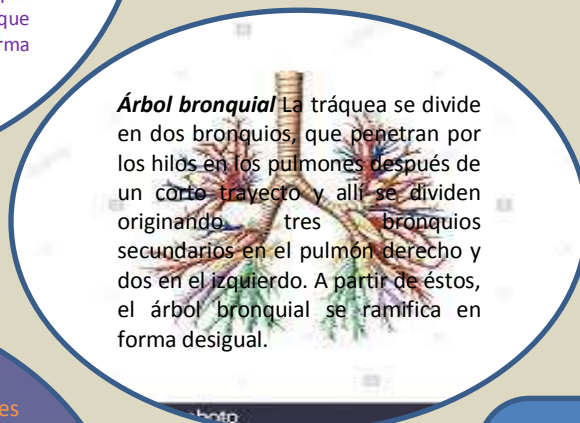 que
rma
Árbol bronquial La tráquea se divide
en dos bronquios, que penetran por
los hilos en los pulmones después de
un corto trayecto y allí se dividen
originando tres bronquios
secundarios en el pulmón derecho y
dos en el izquierdo. A partir de éstos,
el árbol bronquial se ramifica en
forma desigual.
es
photo